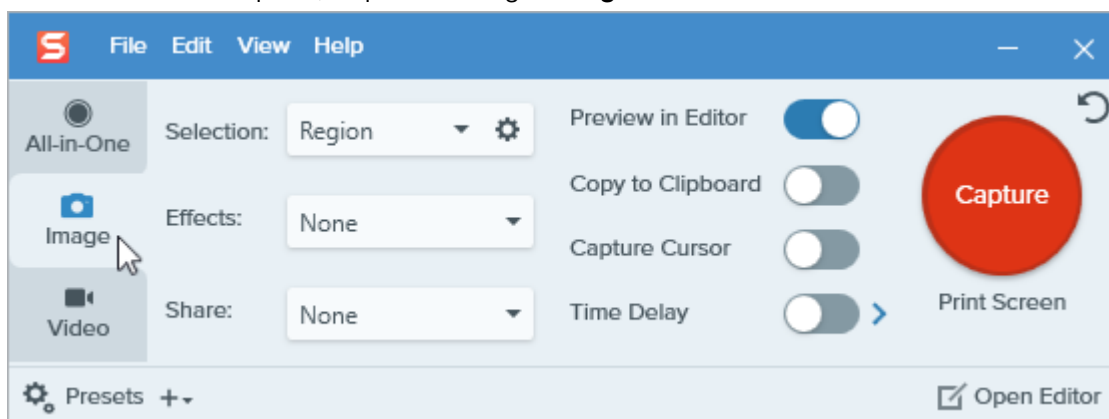 File Edit View Help
All-in-One
Selection: Region
Preview in Editor
Copy to Clipboard
Capture
Image
Effects: None
Capture Cursor
Video
Share: None
Time Delay
Print Screen
Presets
Open Editor